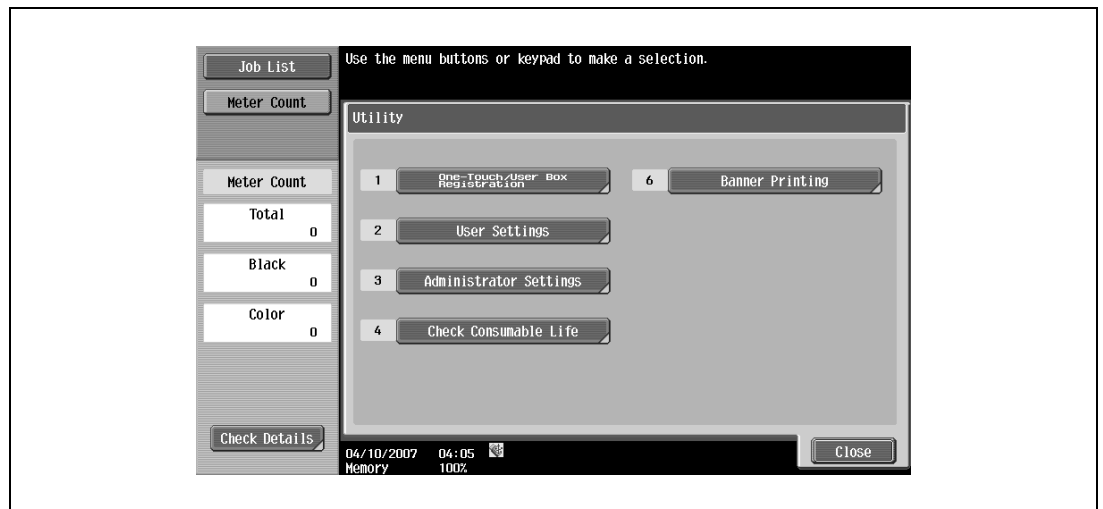 Job List
Meter Count
Use the menu buttons or keypad to make a selection.
Utility
Meter Count
Total
0
Black
0
Color
0
1 One-Touch/User Box
Registration
2 User Settings
3 Administrator Settings
4 Check Consumable Life
6 Banner Printing
Check Details
04/10/2007 04:05
Memory 100%
Close